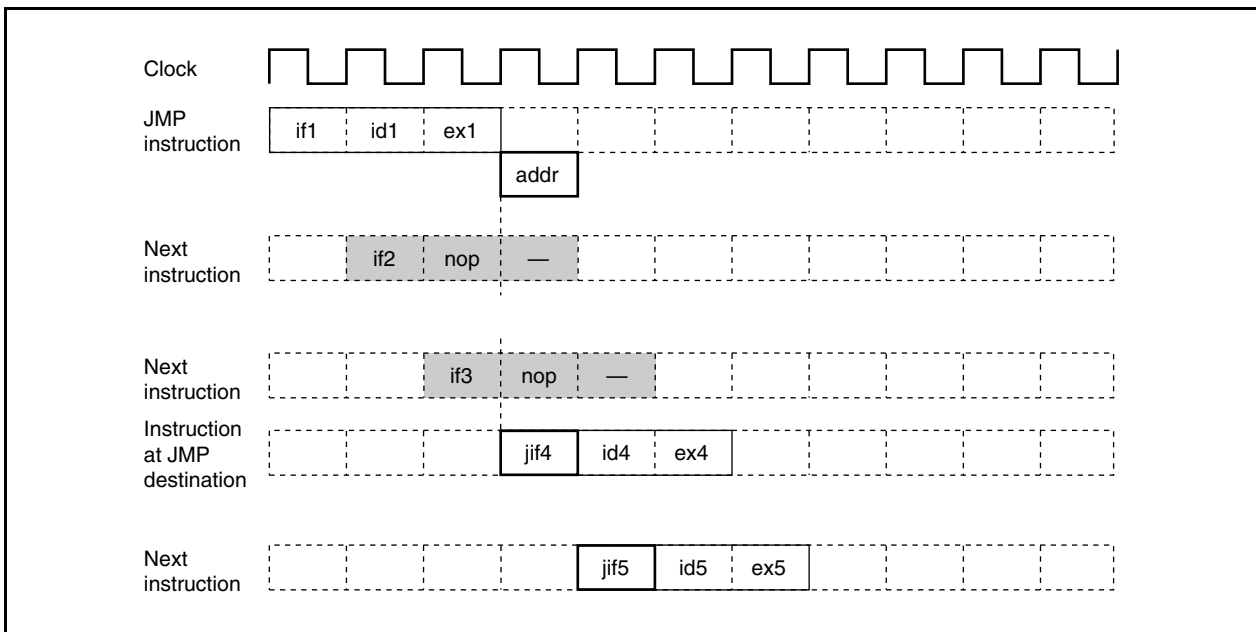 Clock
JMP
instruction
if1 id1 ex1
addr
Next
instruction
if2 nop —
Next
instruction
if3 nop —
Instruction
at JMP
destination
jif4 id4 ex4
Next
instruction
jif5 id5 ex5